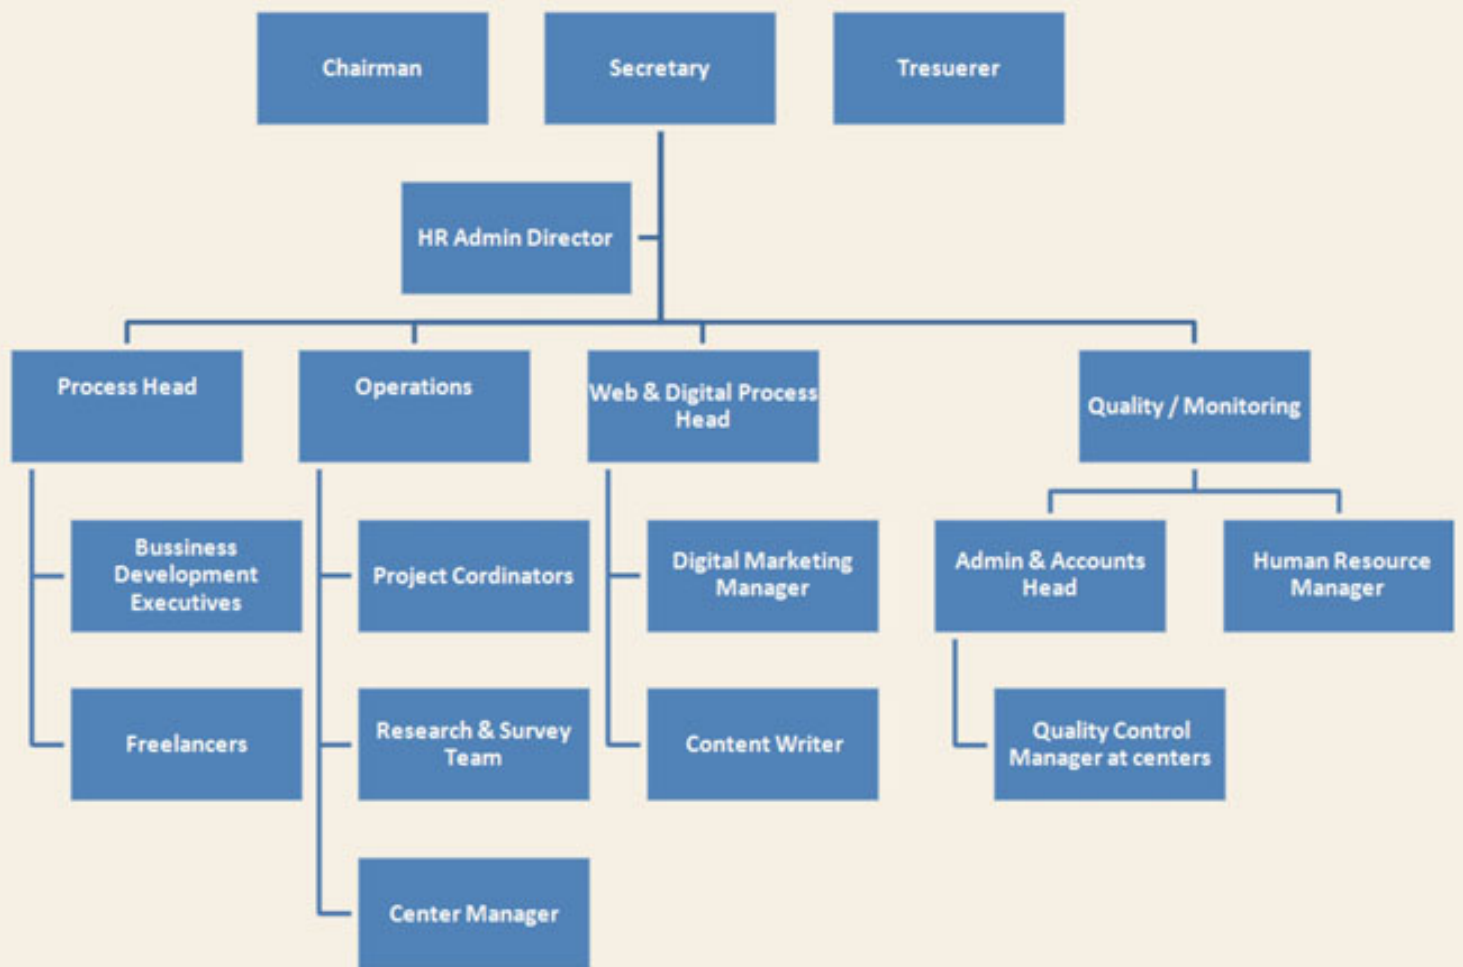 Chairman
Secretary
Tresuerer
HR Admin Director
Process Head
Operations
Web & Digital Process
Head
Quality / Monitoring
Bussiness
Development
Executives
Project Cordinators
Digital Marketing
Manager
Admin & Accounts
Head
Human Resource
Manager
Freelancers
Research & Survey
Team
Content Writer
Quality Control
Manager at centers
Center Manager